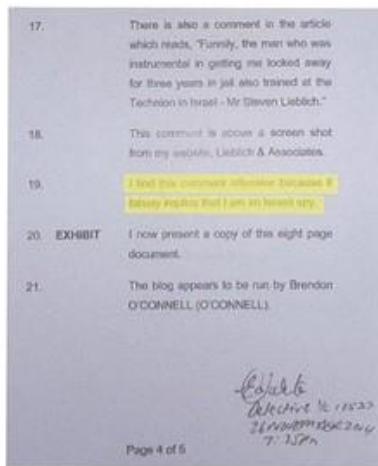 17. There is also a comment in the article
which reads, "Funnily, the man who was
instrumental in getting me locked away
for three years in jail also trained at the
Technion in Israel - Mr Steven Lieblich."
18. This comment is above a screen shot
from my website, Lieblich & Associates.
19. I find this comment offensive because it
falsely implies that I am an Israeli spy.
20. EXHIBIT I now present a copy of this eight page
document.
21. The blog appears to be run by Brendon
O'CONNELL (O'CONNELL).
Detective
7:
Page 4 of 5